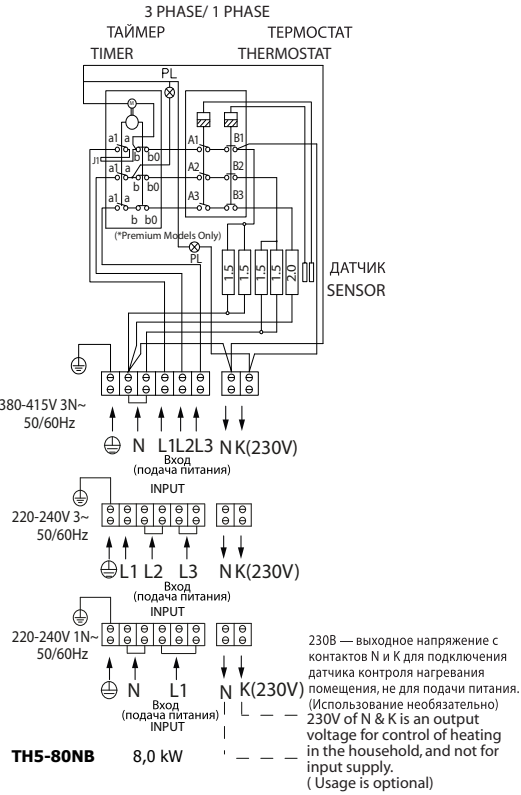 3 PHASE/ 1 PHASE
ТАЙМЕР
ТЕРМОСТАТ
TIMER
THERMOSTAT
PL
M
a1 a
A1
B1
J1
b b0
a1 a
A2
B2
b b0
a1 a
A3
B3
b b0
(*Premium Models Only)
PL
1.5
1.5
1.5
1.5
2.0
ДАТЧИК
SENSOR
380-415V 3N~
50/60Hz
N L1L2L3 N K(230V)
Вход
(подача питания)
INPUT
220-240V 3~
50/60Hz
L1 L2 L3 N K(230V)
Вход
(подача питания)
INPUT
220-240V 1N~
50/60Hz
N L1 N K(230V)
Вход
(подача питания)
INPUT
230В — выходное напряжение с
контактов N и K для подключения
датчика контроля нагревания
помещения, не для подачи питания.
(Использование необязательно)
230V of N & K is an output
voltage for control of heating
in the household, and not for
input supply.
( Usage is optional)
TH5-80NB 8,0 kW